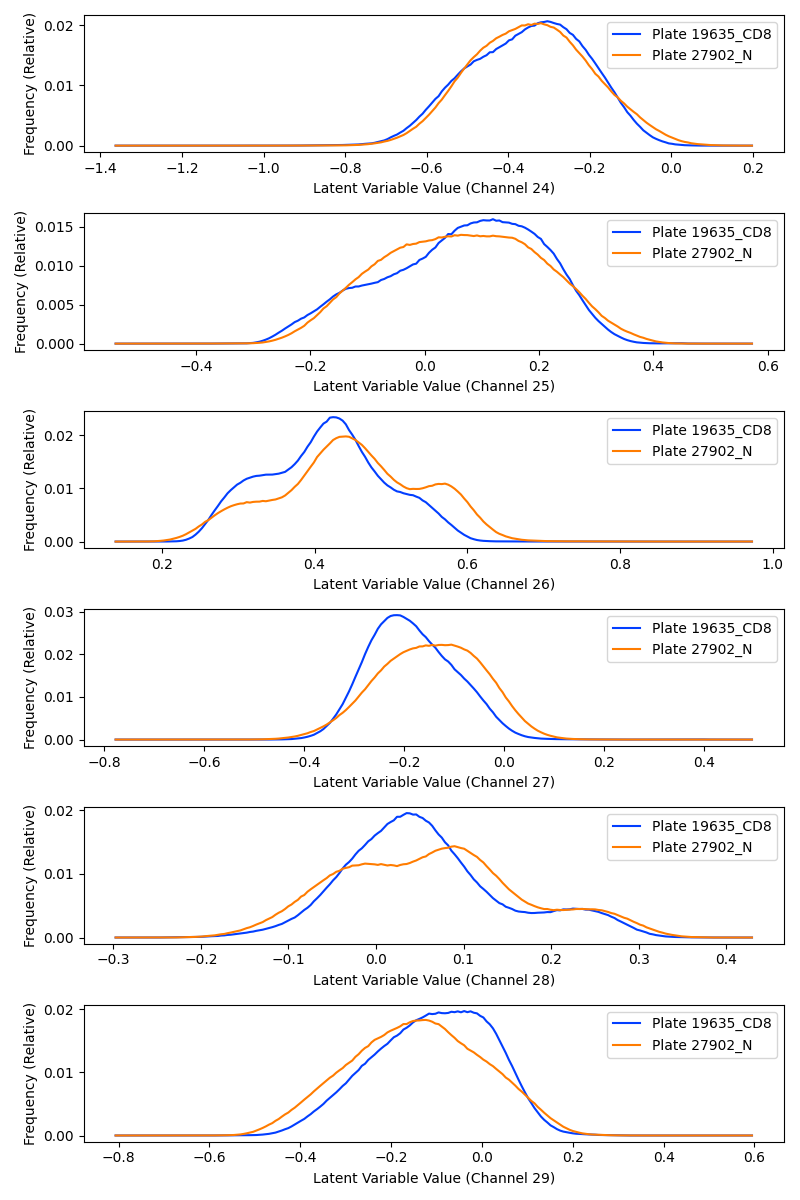 Frequency (Relative)
0.02
0.01
0.00
Plate 19635_CD8
Plate 27902_N
−1.4 −1.2 −1.0 −0.8 −0.6 −0.4 −0.2 0.0 0.2
Latent Variable Value (Channel 24)
Frequency (Relative)
0.015
0.010
0.005
0.000
Plate 19635_CD8
Plate 27902_N
−0.4 −0.2 0.0 0.2 0.4 0.6
Latent Variable Value (Channel 25)
Frequency (Relative)
0.02
0.01
0.00
Plate 19635_CD8
Plate 27902_N
0.2 0.4 0.6 0.8 1.0
Latent Variable Value (Channel 26)
Frequency (Relative)
0.03
0.02
0.01
0.00
Plate 19635_CD8
Plate 27902_N
−0.8 −0.6 −0.4 −0.2 0.0 0.2 0.4
Latent Variable Value (Channel 27)
Frequency (Relative)
0.02
0.01
0.00
Plate 19635_CD8
Plate 27902_N
−0.3 −0.2 −0.1 0.0 0.1 0.2 0.3 0.4
Latent Variable Value (Channel 28)
Frequency (Relative)
0.02
0.01
0.00
Plate 19635_CD8
Plate 27902_N
−0.8 −0.6 −0.4 −0.2 0.0 0.2 0.4 0.6
Latent Variable Value (Channel 29)